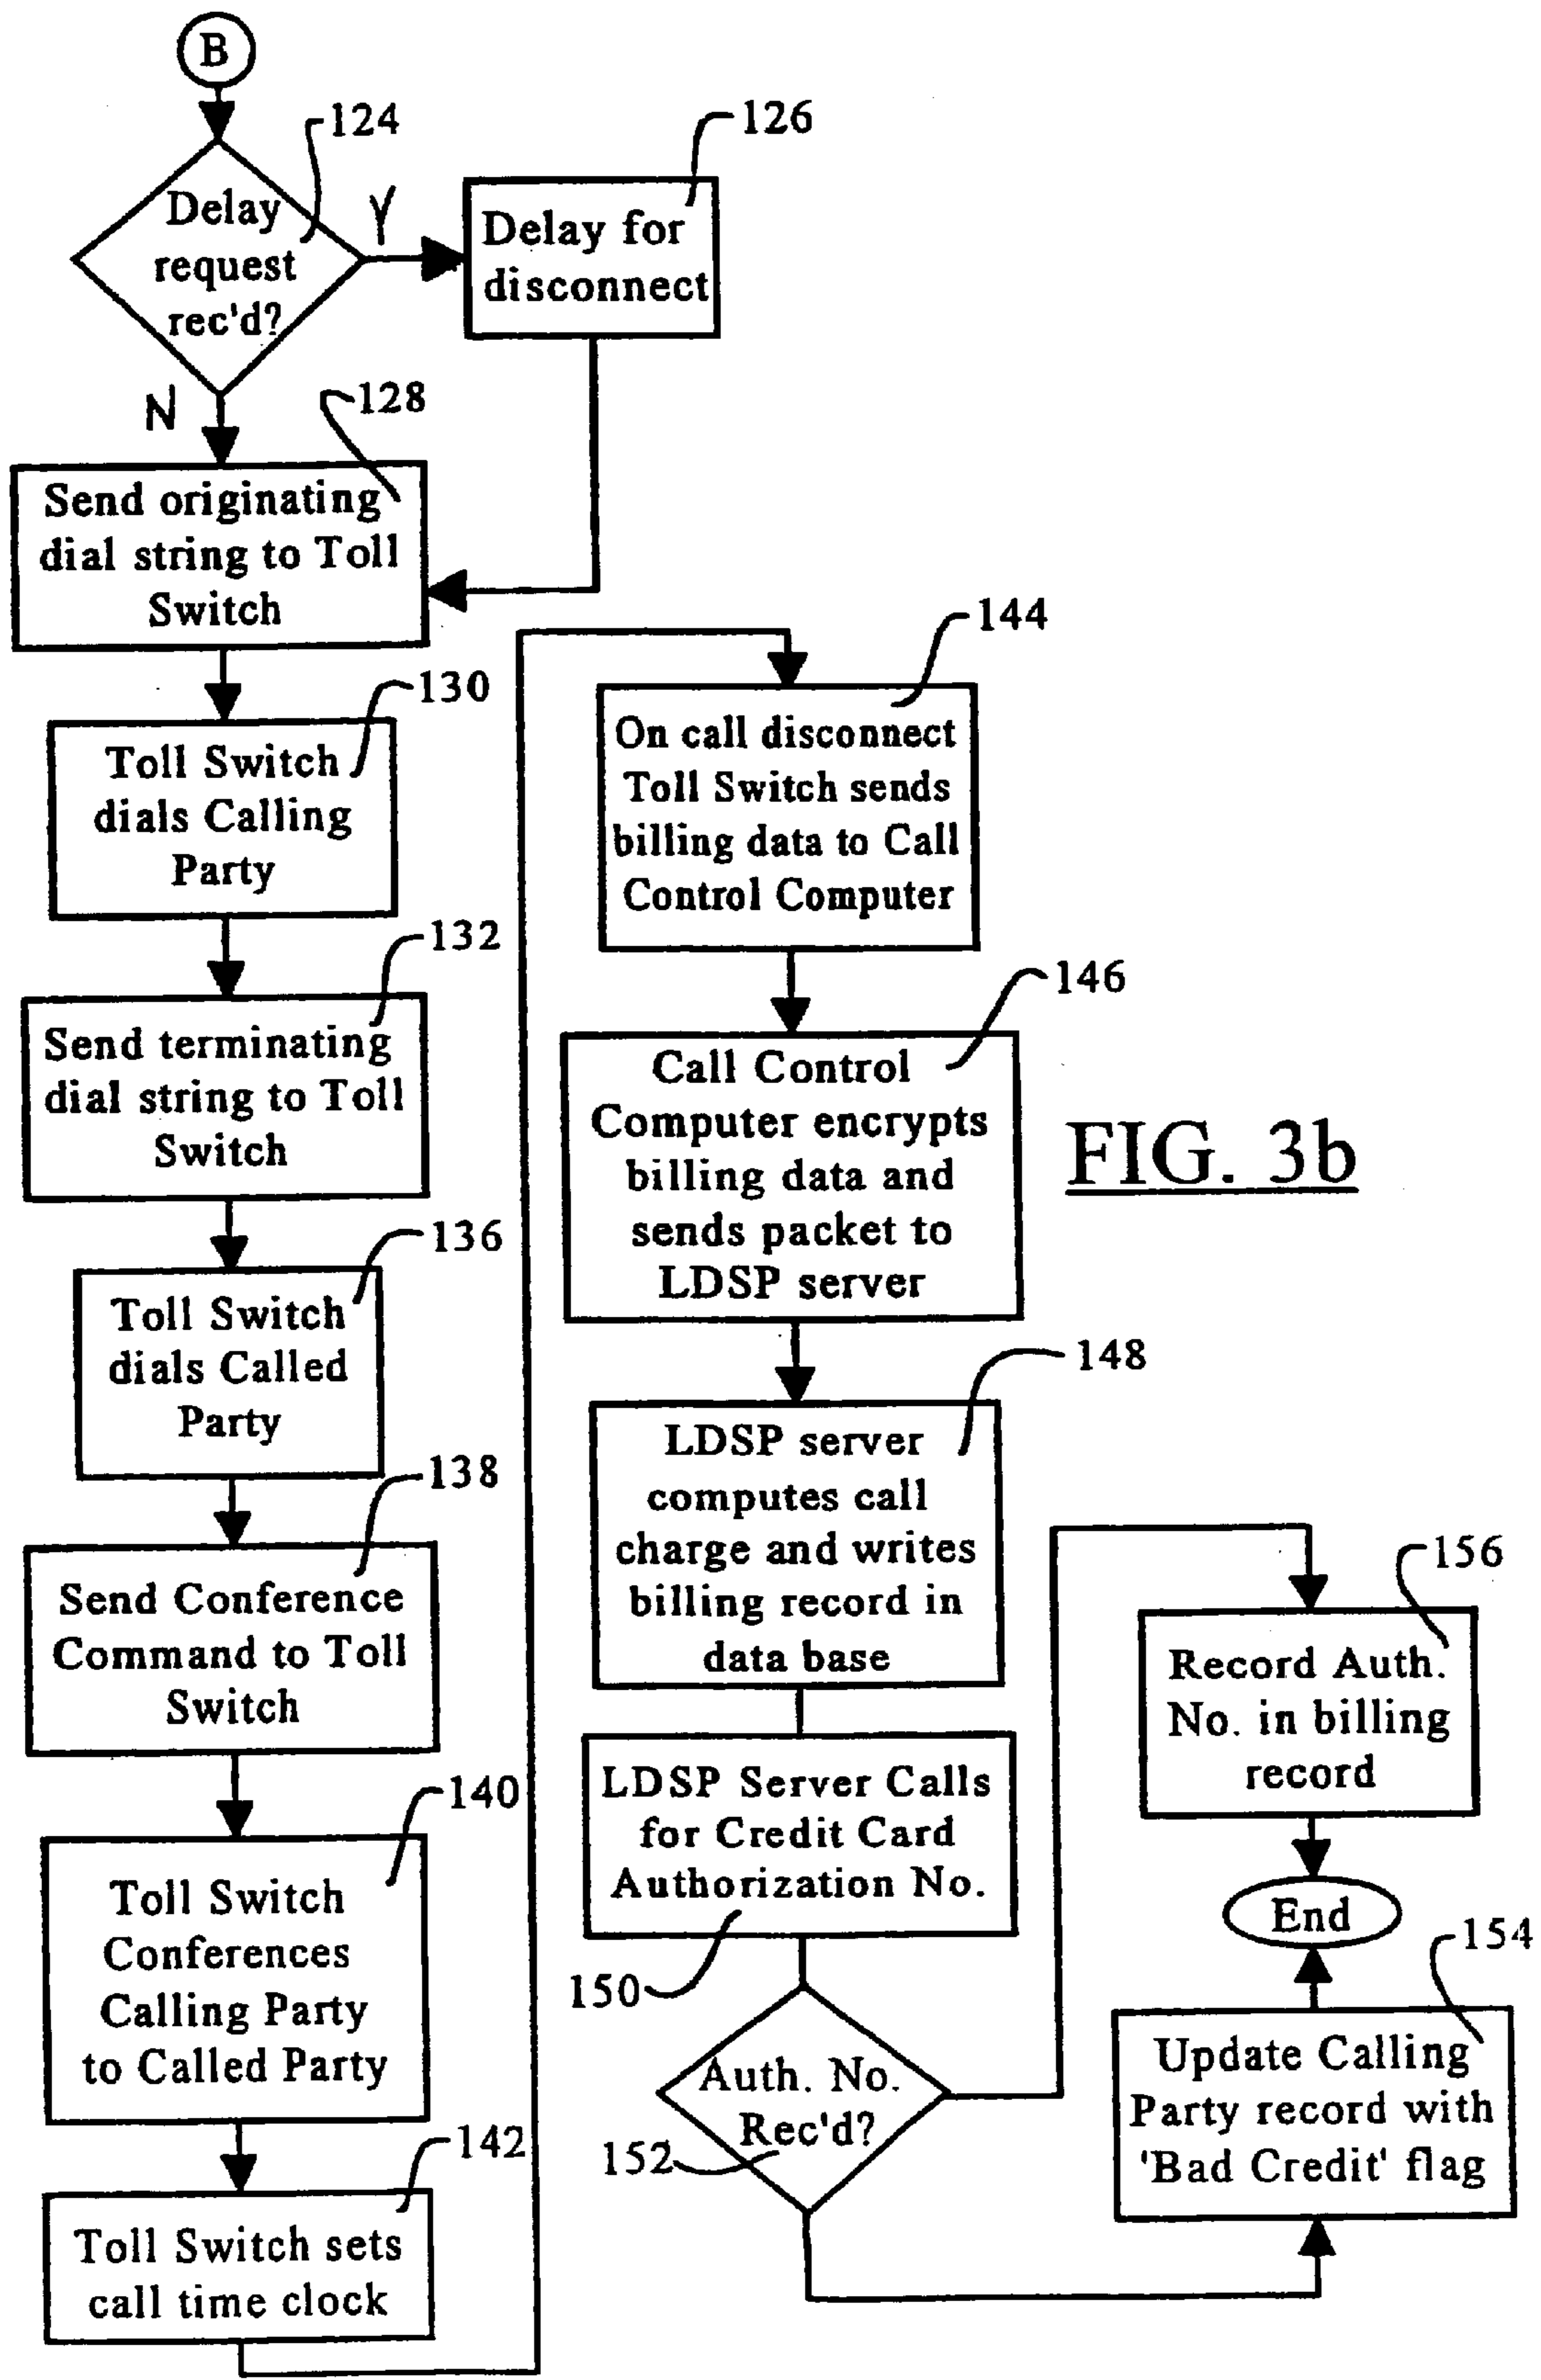 B
124
Delay
request
rec'd?
Y
126
Delay for
disconnect
N
128
Send originating
dial string to Toll
Switch
130
Toll Switch
dials Calling
Party
132
Send terminating
dial string to Toll
Switch
136
Toll Switch
dials Called
Party
138
Send Conference
Command to Toll
Switch
140
Toll Switch
Conferences
Calling Party
to Called Party
142
Toll Switch sets
call time clock
144
On call disconnect
Toll Switch sends
billing data to Call
Control Computer
146
Call Control
Computer encrypts
billing data and
sends packet to
LDSP server
FIG. 3b
148
LDSP server
computes call
charge and writes
billing record in
data base
LDSP Server Calls
for Credit Card
Authorization No.
150
Auth. No.
Rec'd?
152
156
Record Auth.
No. in billing
record
End
154
Update Calling
Party record with
'Bad Credit' flag